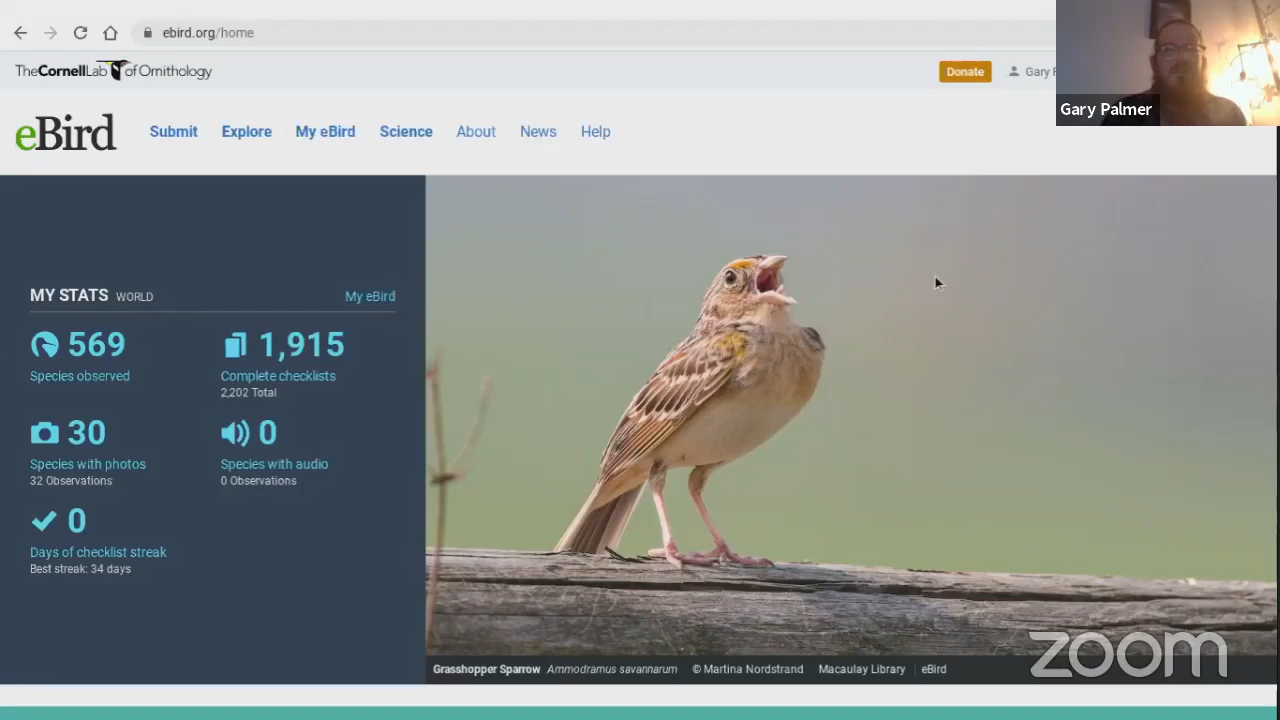 ebird.org/home
TheCornellLab of Ornithology
Donate
Gary
Gary Palmer
eBird
Submit
Explore
My eBird
Science
About
News
Help
MY STATS WORLD
My eBird
569
Species observed
1,915
Complete checklists
2,202 Total
30
Species with photos
32 Observations
0
Species with audio
0 Observations
0
Days of checklist streak
Best streak: 34 days
Grasshopper Sparrow Ammodramus savannarum © Martina Nordstrand Macaulay Library eBird
zoom